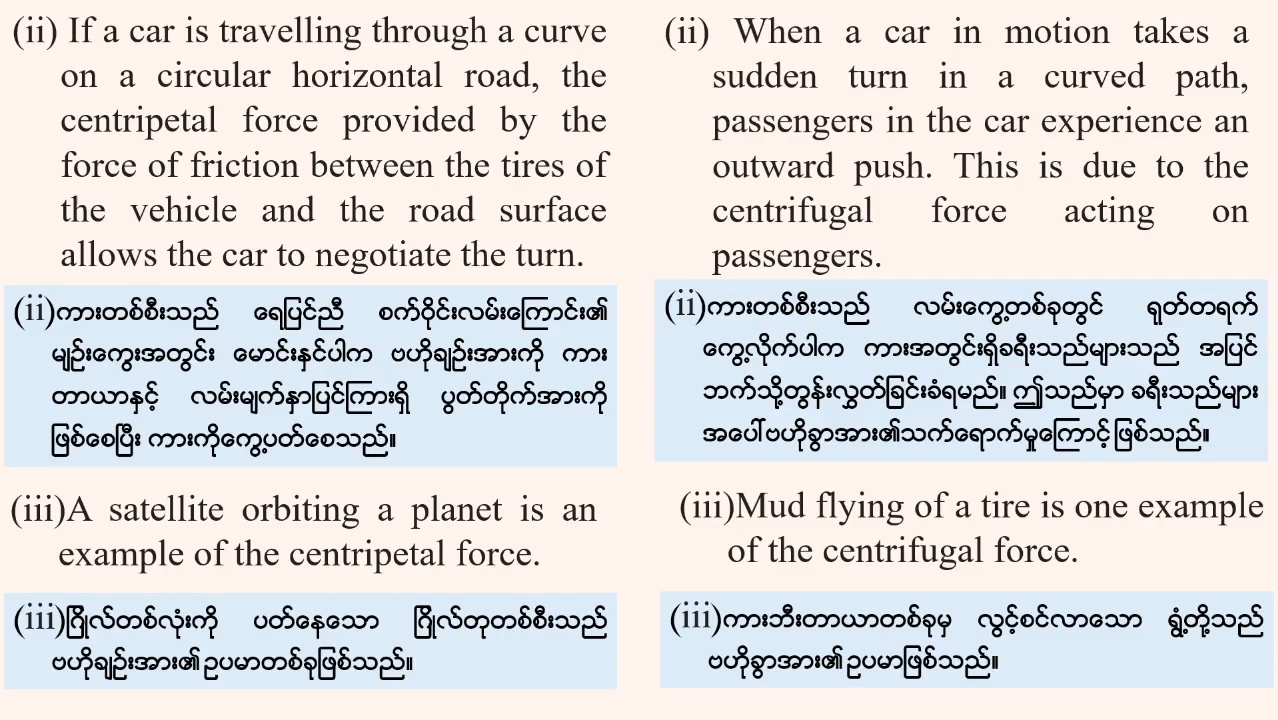 (ii) If a car is travelling through a curve
on a circular horizontal road, the
centripetal force provided by the
force of friction between the tires of
the vehicle and the road surface
allows the car to negotiate the turn.
(ii)ကားတစ်စီးသည် ရေပြင်ညီ စက်ဝိုင်းလမ်းကြောင်း၏
မျဉ်းကွေးအတွင်း မောင်းနှင်ပါက ဗဟိုချဉ်းအားကို ကား
တာယာနှင့် လမ်းမျက်နှာပြင်ကြားရှိ ပွတ်တိုက်အားကို
ဖြစ်စေပြီး ကားကိုကွေ့ပတ်စေသည်။
(iii)A satellite orbiting a planet is an
example of the centripetal force.
(iii)ဂြိုလ်တစ်လုံးကို ပတ်နေသော ဂြိုလ်တုတစ်စီးသည်
ဗဟိုချဉ်းအား၏ဥပမာတစ်ခုဖြစ်သည်။
(ii) When a car in motion takes a
sudden turn in a curved path,
passengers in the car experience an
outward push. This is due to the
centrifugal force acting on
passengers.
(ii)ကားတစ်စီးသည် လမ်းကွေ့တစ်ခုတွင် ရုတ်တရက်
ကွေ့လိုက်ပါက ကားအတွင်းရှိခရီးသည်များသည် အပြင်
ဘက်သို့တွန်းလွှတ်ခြင်းခံရမည်။ ဤသည်မှာ ခရီးသည်များ
အပေါ်ဗဟိုခွာအား၏သက်ရောက်မှုကြောင့်ဖြစ်သည်။
(iii)Mud flying of a tire is one example
of the centrifugal force.
(iii)ကားဘီးတာယာတစ်ခုမှ လွင့်စင်လာသော ရွှံ့တို့သည်
ဗဟိုခွာအား၏ဥပမာဖြစ်သည်။